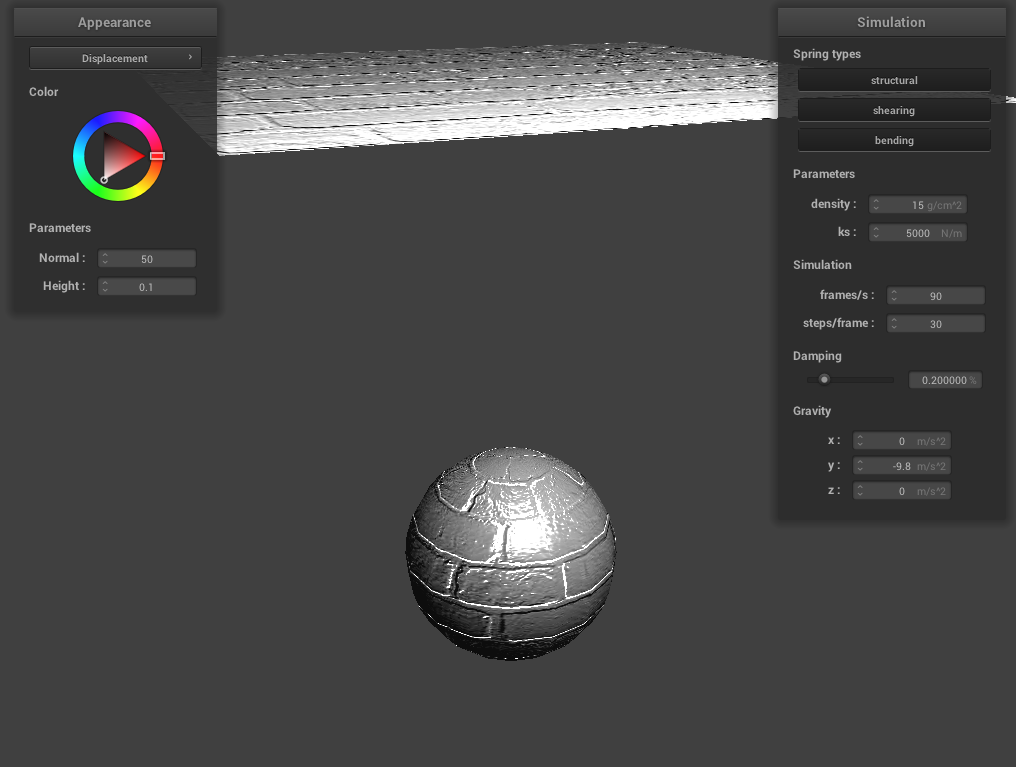 Appearance
Displacement
Color
Parameters
Normal : 50
Height : 0.1
Simulation
Spring types
structural
shearing
bending
Parameters
density : 15 g/cm^2
ks : 5000 N/m
Simulation
frames/s : 90
steps/frame : 30
Damping
0.200000 %
Gravity
x : 0 m/s^2
y : -9.8 m/s^2
z : 0 m/s^2